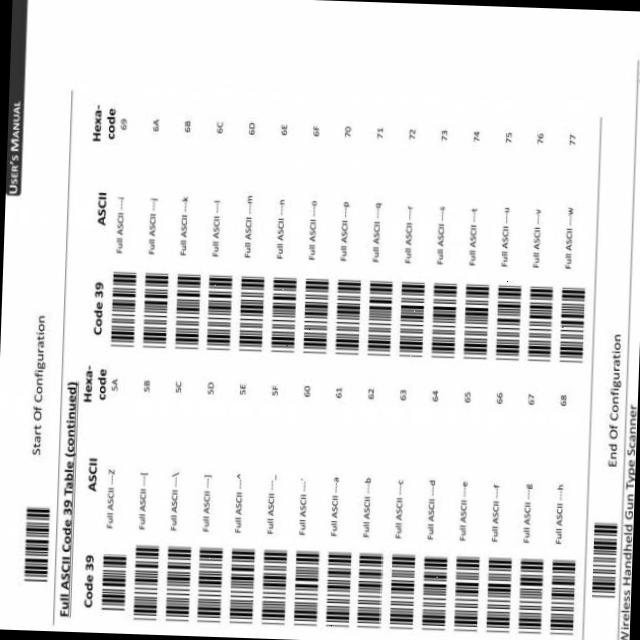 USER'S MANUAL
Start Of Configuration
Full ASCII Code 39 Table (continued)
Code 39 ASCII Hexa-code Code 39 ASCII Hexa-code
Full ASCII ---Z 5A Full ASCII ---i 69
Full ASCII ---[ 5B Full ASCII ---j 6A
Full ASCII ---\ 5C Full ASCII ---k 6B
Full ASCII ---] 5D Full ASCII ---l 6C
Full ASCII ---^ 5E Full ASCII ---m 6D
Full ASCII ---_ 5F Full ASCII ---n 6E
Full ASCII ---` 60 Full ASCII ---o 6F
Full ASCII ---a 61 Full ASCII ---p 70
Full ASCII ---b 62 Full ASCII ---q 71
Full ASCII ---c 63 Full ASCII ---r 72
Full ASCII ---d 64 Full ASCII ---s 73
Full ASCII ---e 65 Full ASCII ---t 74
Full ASCII ---f 66 Full ASCII ---u 75
Full ASCII ---g 67 Full ASCII ---v 76
Full ASCII ---h 68 Full ASCII ---w 77
End Of Configuration
Wireless Handheld Gun Type Scanner